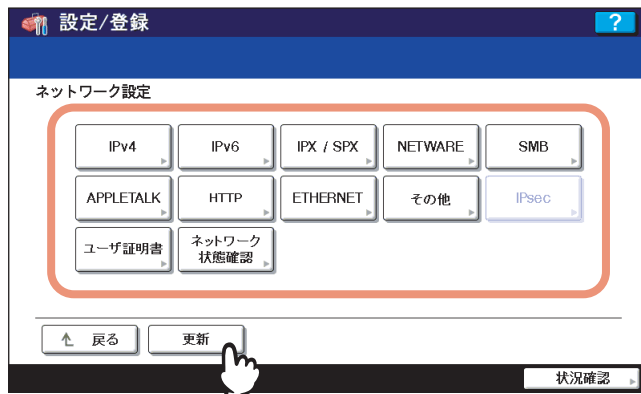 設定/登録
?
ネットワーク設定
IPv4
IPv6
IPX / SPX
NETWARE
SMB
APPLETALK
HTTP
ETHERNET
その他
IPsec
ユーザ証明書
ネットワーク
状態確認
戻る
更新
状況確認